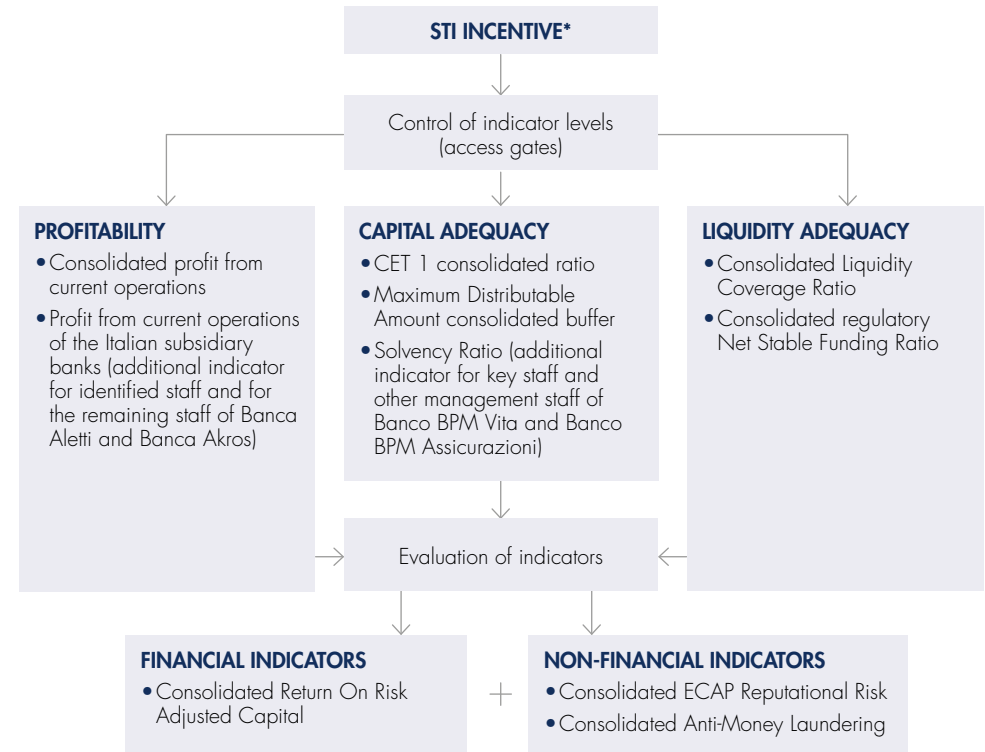 STI INCENTIVE*
Control of indicator levels
(access gates)
PROFITABILITY
•Consolidated profit from
current operations
•Profit from current operations
of the Italian subsidiary
banks (additional indicator
for identified staff and for
the remaining staff of Banca
Aletti and Banca Akros)
CAPITAL ADEQUACY
•CET 1 consolidated ratio
•Maximum Distributable
Amount consolidated buffer
•Solvency Ratio (additional
indicator for key staff and
other management staff of
Banco BPM Vita and Banco
BPM Assicurazioni)
LIQUIDITY ADEQUACY
•Consolidated Liquidity
Coverage Ratio
•Consolidated regulatory
Net Stable Funding Ratio
Evaluation of indicators
FINANCIAL INDICATORS
•Consolidated Return On Risk
Adjusted Capital
+
NON-FINANCIAL INDICATORS
•Consolidated ECAP Reputational Risk
•Consolidated Anti-Money Laundering